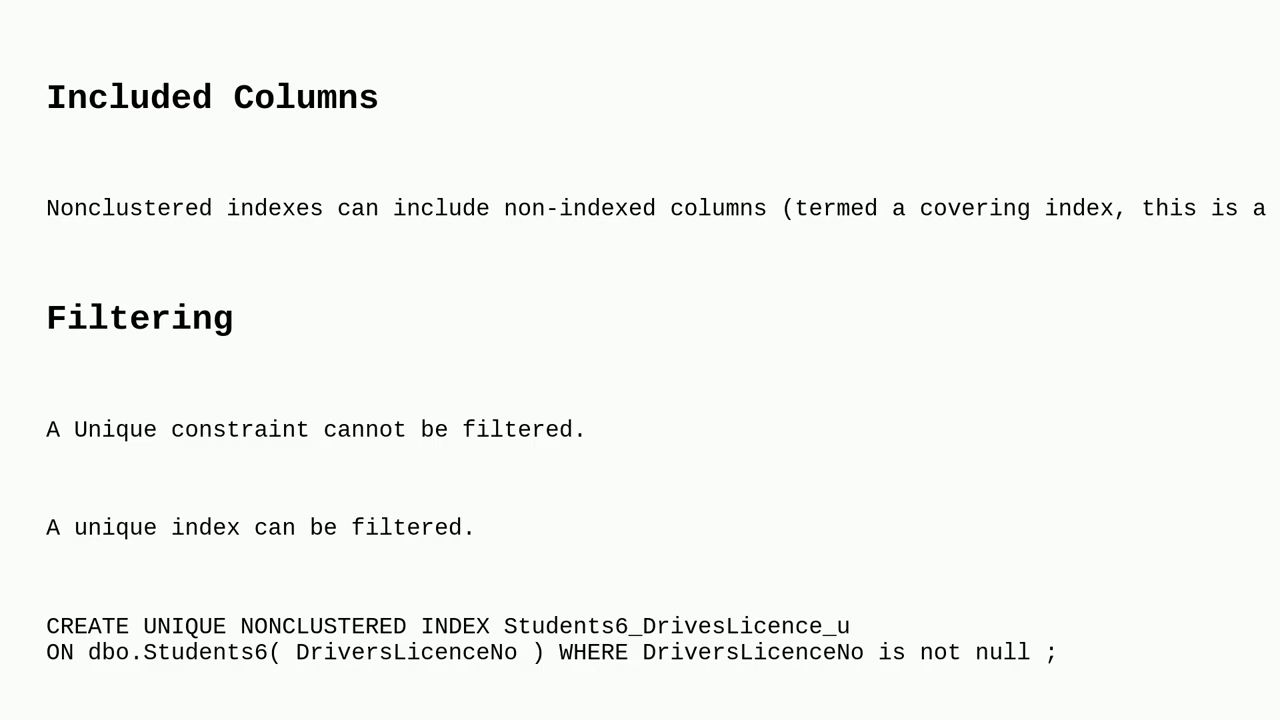 Included Columns
Nonclustered indexes can include non-indexed columns (termed a covering index, this is a
Filtering
A Unique constraint cannot be filtered.
A unique index can be filtered.
CREATE UNIQUE NONCLUSTERED INDEX Students6_DrivesLicence_u
ON dbo.Students6( DriversLicenceNo ) WHERE DriversLicenceNo is not null ;